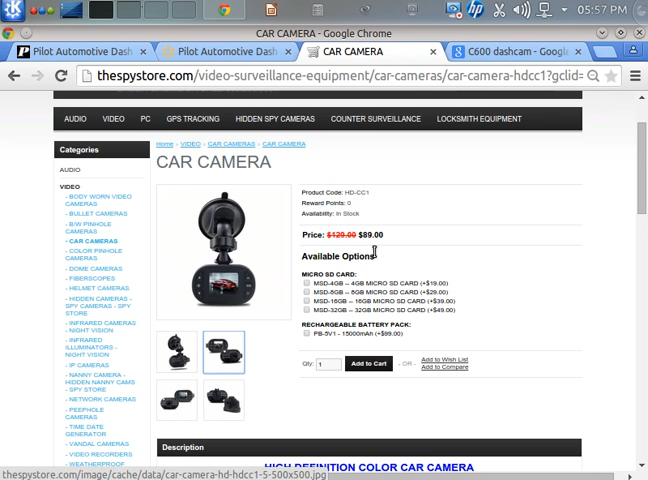 05:57 PM
CAR CAMERA - Google Chrome
Pilot Automotive Dash
Pilot Automotive Dash
CAR CAMERA
C600 dashcam - Goog
thespystore.com/video-surveillance-equipment/car-cameras/car-camera-hdcc1?gclid=
AUDIO VIDEO PC GPS TRACKING HIDDEN SPY CAMERAS COUNTER SURVEILLANCE LOCKSMITH EQUIPMENT
Categories
AUDIO
VIDEO
- BODY WORN VIDEO
CAMERAS
- BULLET CAMERAS
- B/W PINHOLE
CAMERAS
- CAR CAMERAS
- COLOR PINHOLE
CAMERAS
- DOME CAMERAS
- FIBERSCOPES
- HELMET CAMERAS
- HIDDEN CAMERAS -
SPY CAMERAS - SPY
STORE
- INFRARED CAMERAS
- NIGHT VISION
- INFRARED
ILLUMINATORS -
NIGHT VISION
- IP CAMERAS
- NANNY CAMERA -
HIDDEN NANNY CAMS
- SPY STORE
- NETWORK CAMERAS
- PEEPHOLE
CAMERAS
- TIME DATE
GENERATOR
- VANDAL CAMERAS
- VIDEO RECORDERS
- WEATHERPROOF
Home » VIDEO » CAR CAMERAS » CAR CAMERA
CAR CAMERA
Product Code: HD-CC1
Reward Points: 0
Availability: In Stock
Price: $129.00 $89.00
Available Options
MICRO SD CARD:
MSD-4GB -- 4GB MICRO SD CARD (+$19.00)
MSD-8GB -- 8GB MICRO SD CARD (+$29.00)
MSD-16GB -- 16GB MICRO SD CARD (+$39.00)
MSD-32GB -- 32GB MICRO SD CARD (+$49.00)
RECHARGEABLE BATTERY PACK:
PB-5V1 - 15000mAh (+$99.00)
Qty: 1 Add to Cart - OR - Add to Wish List
Add to Compare
Description
HIGH DEFINITION COLOR CAR CAMERA
thespystore.com/image/cache/data/car-camera-hd-hdcc1-5-500x500.jpg